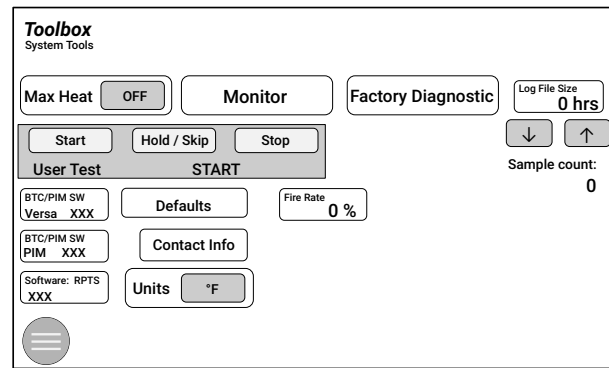 Toolbox
System Tools
Max Heat OFF
Monitor
Factory Diagnostic
Log File Size
0 hrs
Start
Hold / Skip
Stop
User Test
START
Sample count:
0
BTC/PIM SW
Versa XXX
Defaults
Fire Rate
0 %
BTC/PIM SW
PIM XXX
Contact Info
Software: RPTS
XXX
Units °F